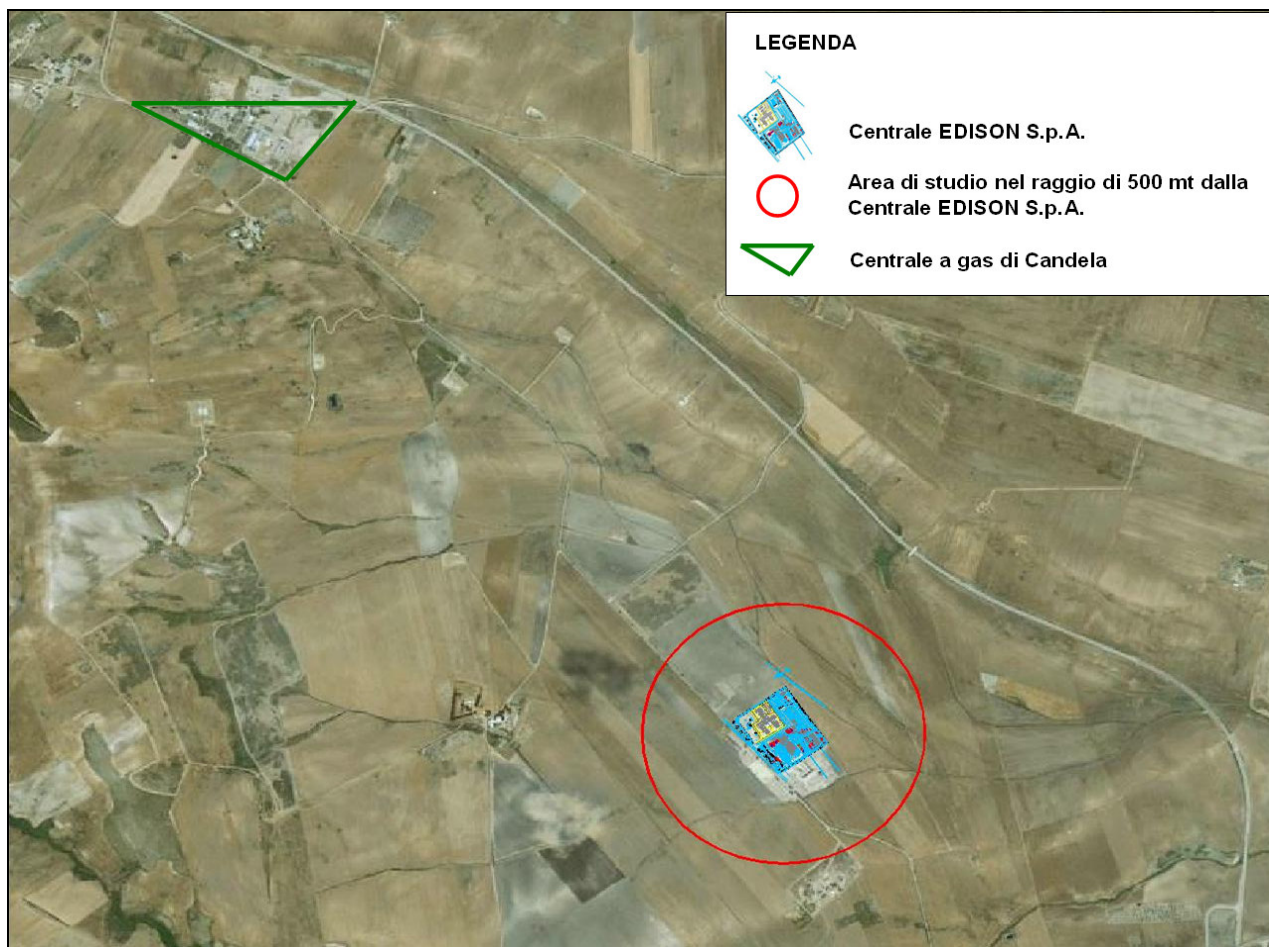 LEGENDA
Centrale EDISON S.p.A.
Area di studio nel raggio di 500 mt dalla
Centrale EDISON S.p.A.
Centrale a gas di Candela